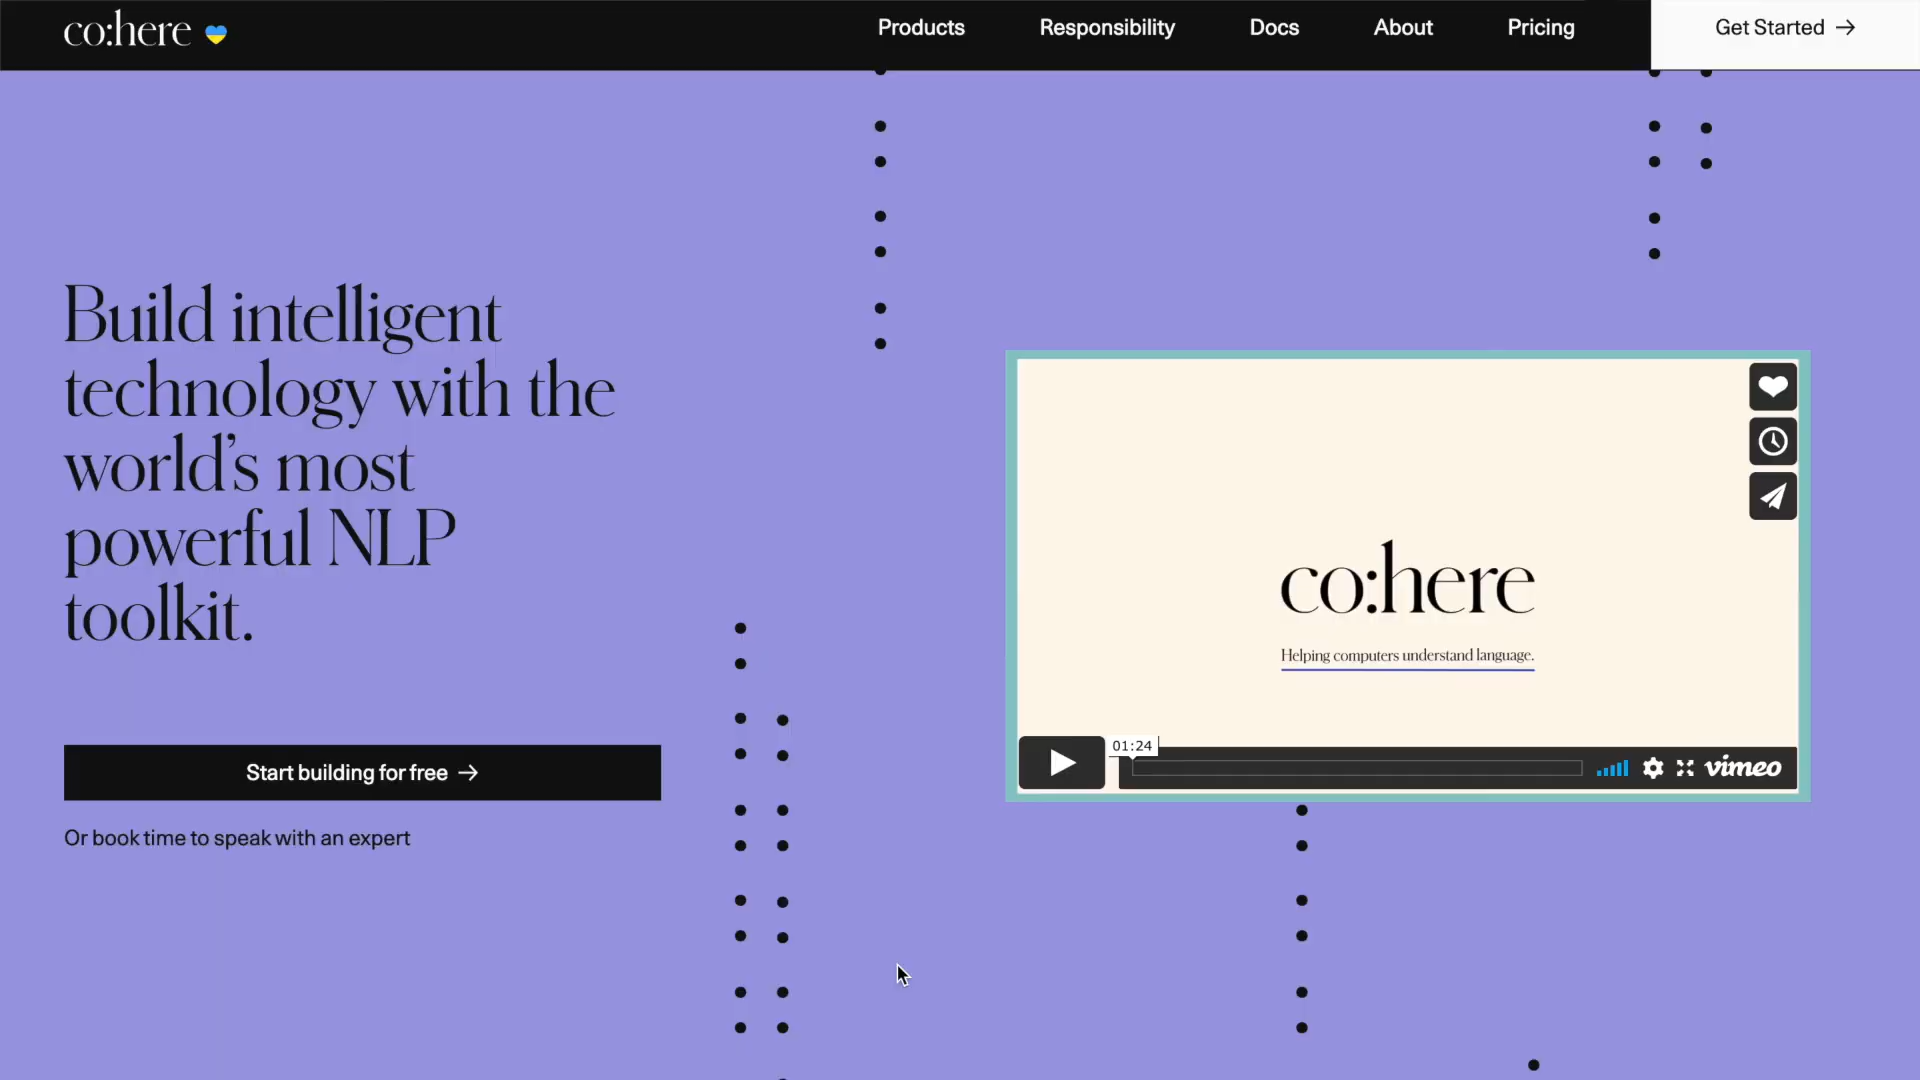 co:here
Products
Responsibility
Docs
About
Pricing
Get Started →
Build intelligent
technology with the
world’s most
powerful NLP
toolkit.
Start building for free →
Or book time to speak with an expert
co:here
Helping computers understand language.
01:24
vimeo